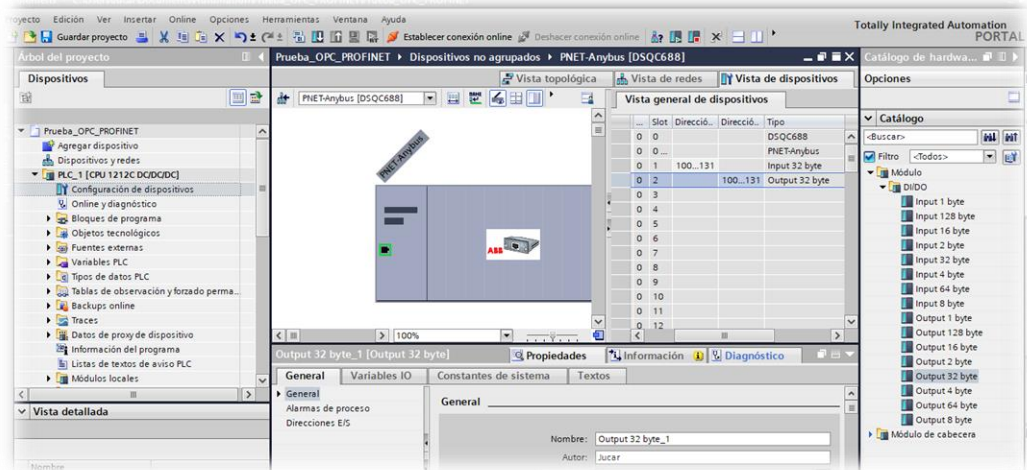 oyecto Edición Ver Insertar Online Opciones Herramientas Ventana Ayuda
Guardar proyecto Establecer conexión online Deshacer conexión online
Totally Integrated Automation
PORTAL
Árbol del proyecto
Dispositivos
Prueba_OPC_PROFINET
Agregar dispositivo
Dispositivos y redes
PLC_1 [CPU 1212C DC/DC/DC]
Configuración de dispositivos
Online y diagnóstico
Bloques de programa
Objetos tecnológicos
Fuentes externas
Variables PLC
Tipos de datos PLC
Tablas de observación y forzado perma...
Backups online
Traces
Datos de proxy de dispositivo
Información del programa
Listas de textos de aviso PLC
Módulos locales
Vista detallada
Nombre
Prueba_OPC_PROFINET Dispositivos no agrupados PNET-Anybus [DSQC688]
Vista topológica Vista de redes Vista de dispositivos
PNET-Anybus [DSQC688]
PNET-Anybus
ABB
100%
Vista general de dispositivos
... Slot Direcció... Direcció... Tipo
0 0 DSQC688
0 0 ... PNET-Anybus
0 1 100...131 Input 32 byte
0 2 100...131 Output 32 byte
0 3
0 4
0 5
0 6
0 7
0 8
0 9
0 10
0 11
0 12
Output 32 byte_1 [Output 32 byte]
Propiedades Información Diagnóstico
General Variables IO Constantes de sistema Textos
General
Alarmas de proceso
Direcciones E/S
General
Nombre: Output 32 byte_1
Autor: Jucar
Catálogo de hardwa...
Opciones
Catálogo
<Buscar>
Filtro <Todos>
Módulo
DI/DO
Input 1 byte
Input 128 byte
Input 16 byte
Input 2 byte
Input 32 byte
Input 4 byte
Input 64 byte
Input 8 byte
Output 1 byte
Output 128 byte
Output 16 byte
Output 2 byte
Output 32 byte
Output 4 byte
Output 64 byte
Output 8 byte
Módulo de cabecera